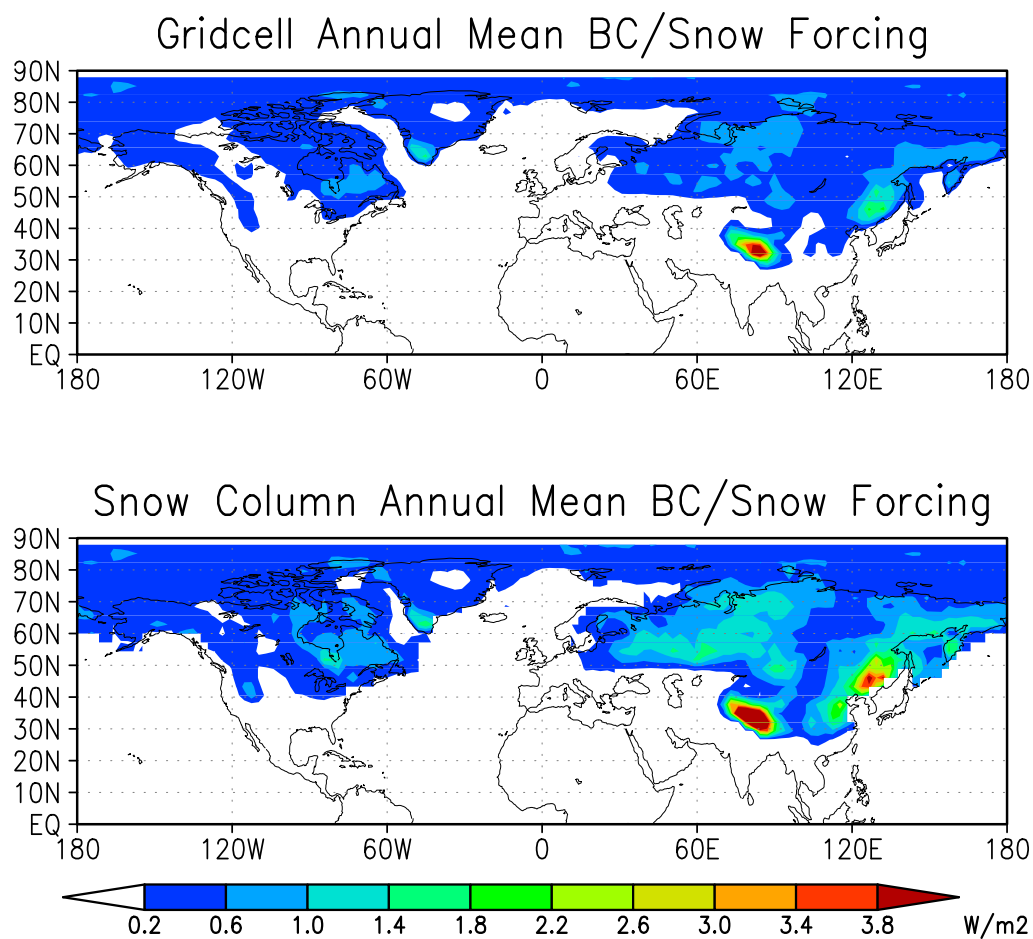 Gridcell Annual Mean BC/Snow Forcing
90N
80N
70N
60N
50N
40N
30N
20N
10N
EQ
180 120W 60W 0 60E 120E 180
Snow Column Annual Mean BC/Snow Forcing
90N
80N
70N
60N
50N
40N
30N
20N
10N
EQ
180 120W 60W 0 60E 120E 180
0.2 0.6 1.0 1.4 1.8 2.2 2.6 3.0 3.4 3.8 W/m2